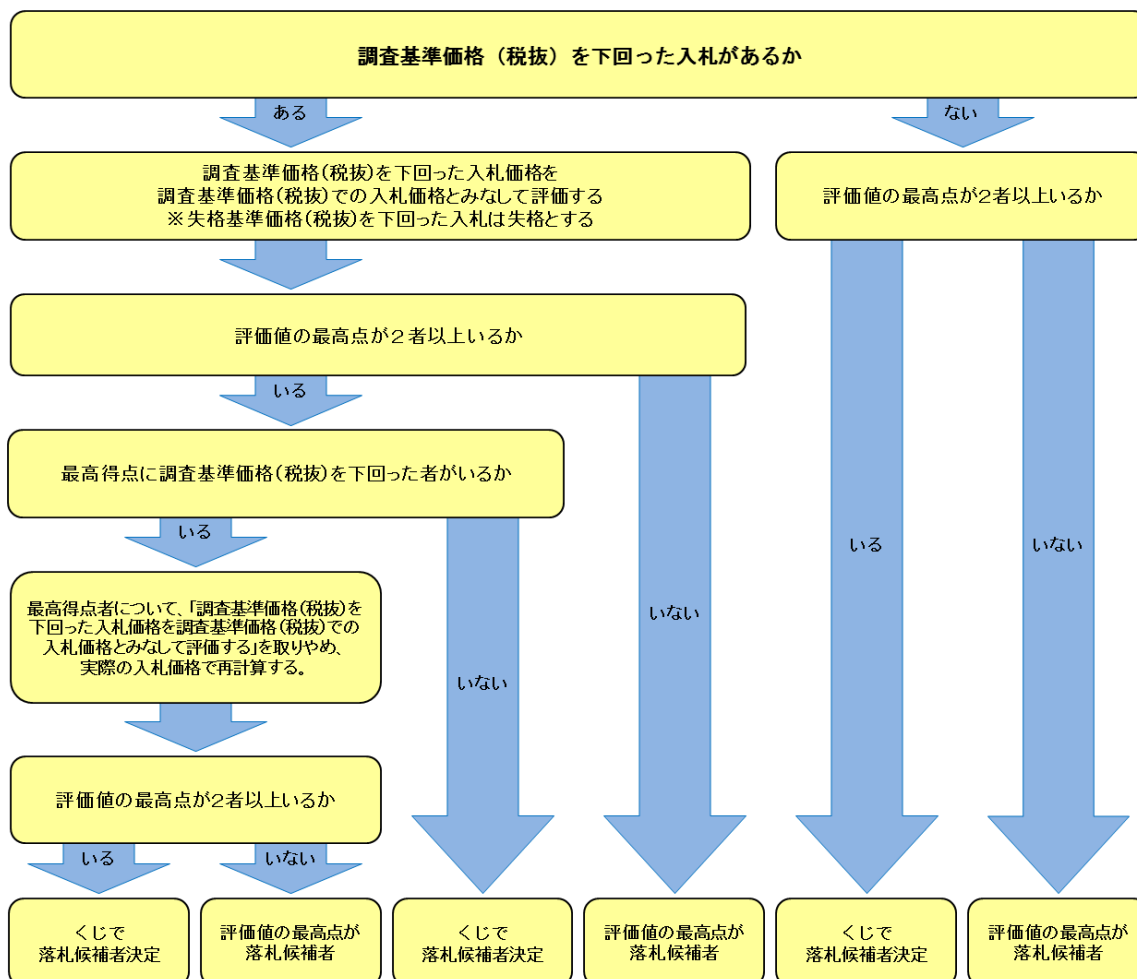 調査基準価格（税抜）を下回った入札があるか
ある
ない
調査基準価格(税抜)を下回った入札価格を
調査基準価格(税抜)での入札価格とみなして評価する
※失格基準価格(税抜)を下回った入札は失格とする
評価値の最高点が2者以上いるか
評価値の最高点が２者以上いるか
いる
最高得点に調査基準価格(税抜)を下回った者がいるか
いる
いる
いない
最高得点者について、「調査基準価格(税抜)を
下回った入札価格を調査基準価格(税抜)での
入札価格とみなして評価する」を取りやめ、
実際の入札価格で再計算する。
いない
いない
評価値の最高点が2者以上いるか
いる
いない
くじで
落札候補者決定
評価値の最高点が
落札候補者
くじで
落札候補者決定
評価値の最高点が
落札候補者
くじで
落札候補者決定
評価値の最高点が
落札候補者